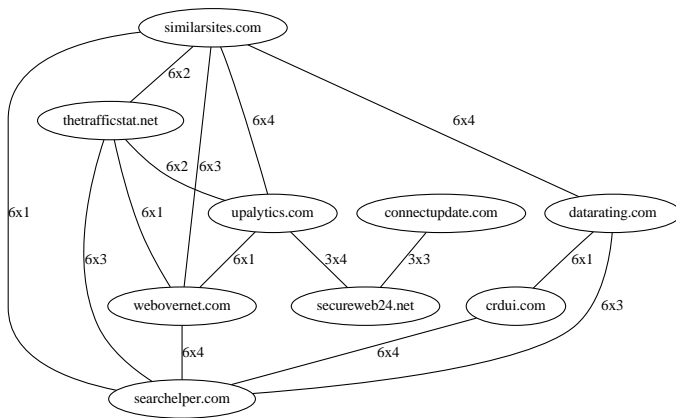 similarsites.com
6x2
thetrafficstat.net
6x4
6x4
6x2
6x3
6x1
6x1
upalytics.com
connectupdate.com
datarating.com
6x3
6x1
3x4
3x3
6x1
webovernet.com
secureweb24.net
crdui.com
6x3
6x4
6x4
searchelper.com